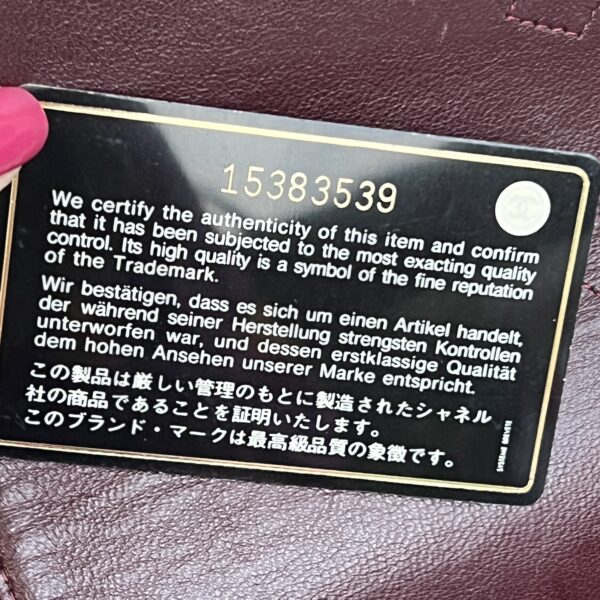 15383539
We certify the authenticity of this item and confirm
that it has been subjected to the most exacting quality
control. Its high quality is a symbol of the fine reputation
of the Trademark.
Wir bestätigen, dass es sich um einen Artikel handelt,
der während seiner Herstellung strengsten Kontrollen
unterworfen war, und dessen erstklassige Qualität
dem hohen Ansehen unserer Marke entspricht.
この製品は厳しい管理のもとに製造されたシャネル
社の商品であることを証明いたします。
このブランド・マークは最高級品質の象徴です。